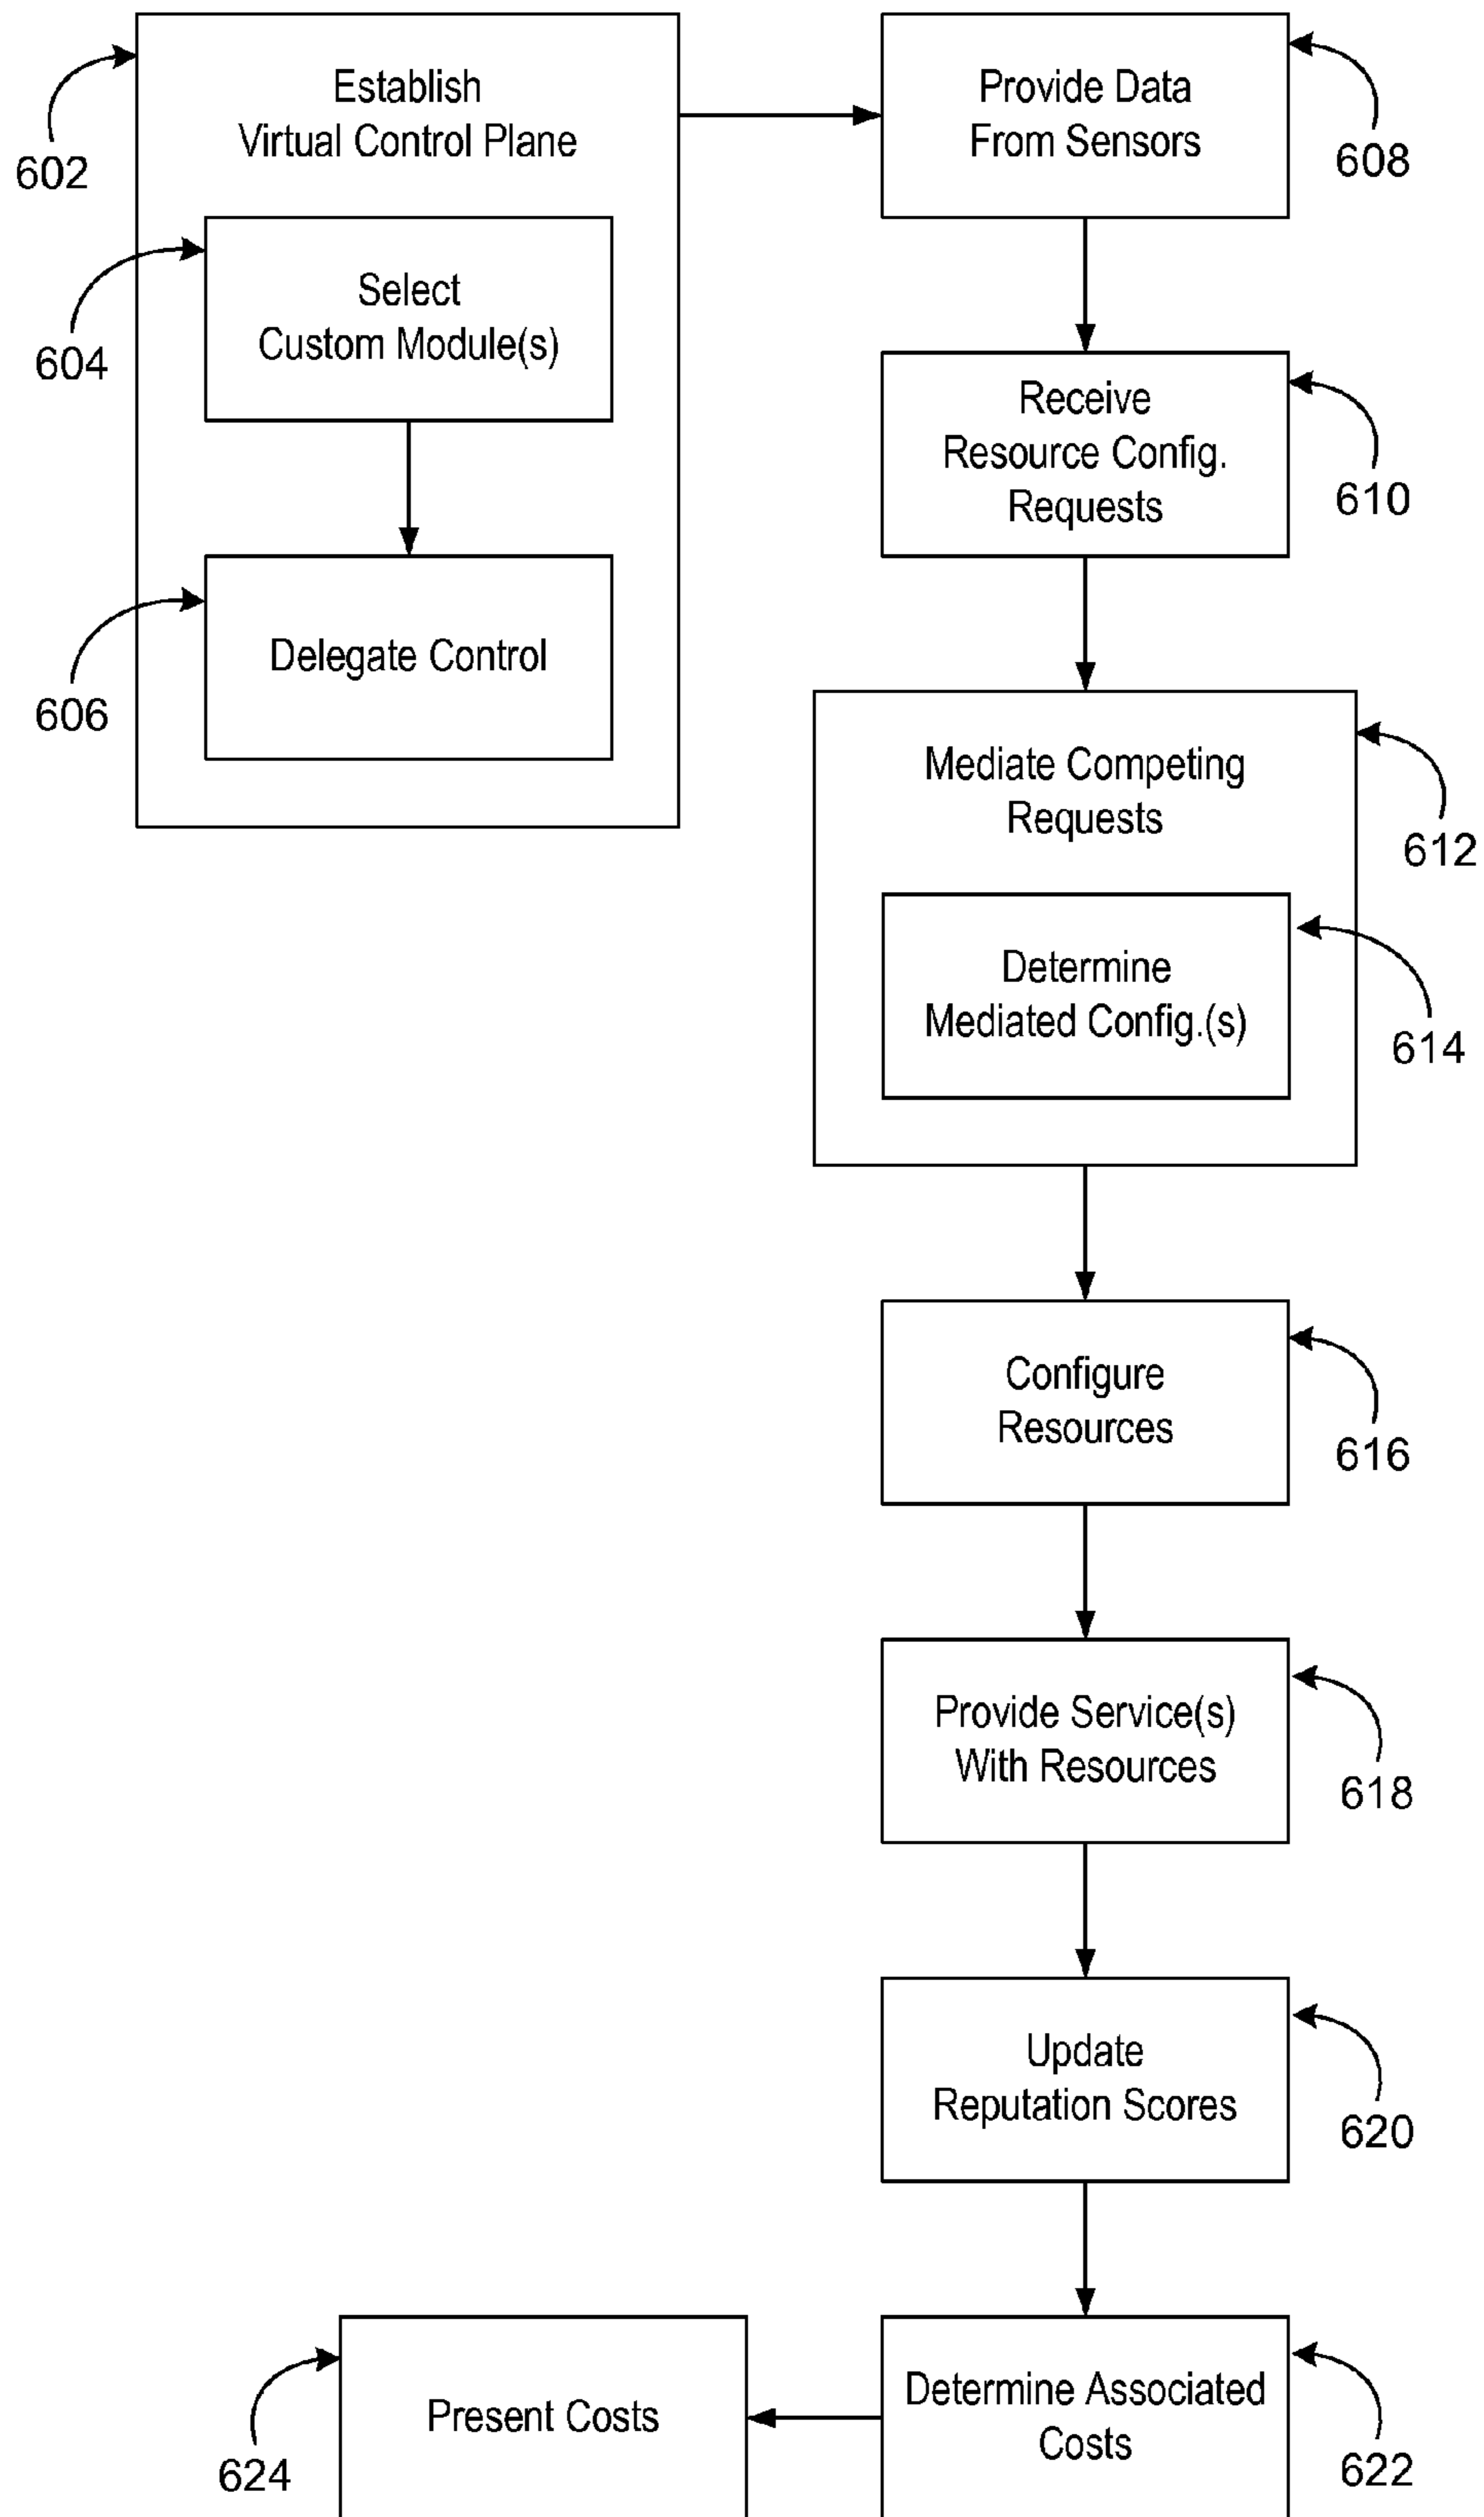 Establish
Virtual Control Plane
602
Select
Custom Module(s)
604
Delegate Control
606
Provide Data
From Sensors
608
Receive
Resource Config.
Requests
610
Mediate Competing
Requests
612
Determine
Mediated Config.(s)
614
Configure
Resources
616
Provide Service(s)
With Resources
618
Update
Reputation Scores
620
Determine Associated
Costs
622
Present Costs
624